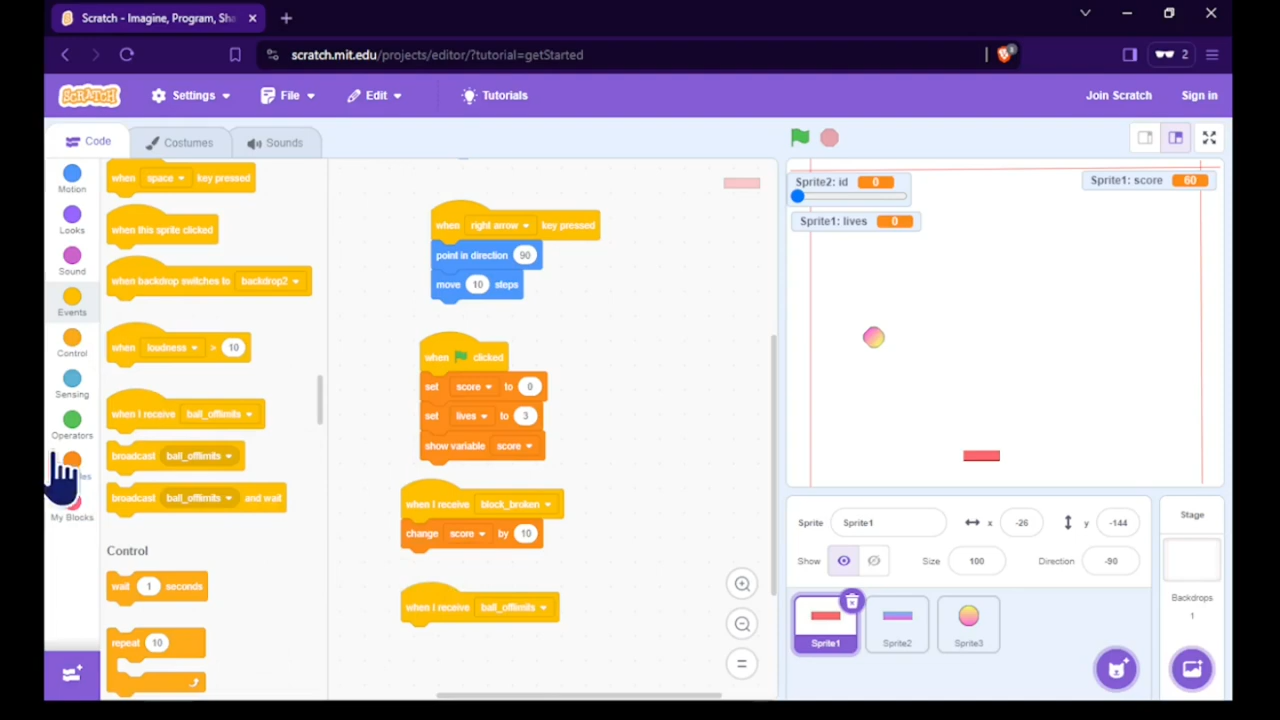 Scratch - Imagine, Program, Sha
scratch.mit.edu/projects/editor/?tutorial=getStarted
2
SCRATCH
Settings
File
Edit
Tutorials
Join Scratch
Sign in
Code
Costumes
Sounds
Motion
Looks
Sound
Events
Control
Sensing
Operators
My Blocks
when space key pressed
when this sprite clicked
when backdrop switches to backdrop2
when loudness > 10
when I receive ball_offlimits
broadcast ball_offlimits
broadcast ball_offlimits and wait
Control
wait 1 seconds
repeat 10
when right arrow key pressed
point in direction 90
move 10 steps
when clicked
set score to 0
set lives to 3
show variable score
when I receive block_broken
change score by 10
when I receive ball_offlimits
Sprite2: id 0
Sprite1: score 60
Sprite1: lives 0
Sprite Sprite1 x -26 y -144
Show Size 100 Direction -90
Sprite1
Sprite2
Sprite3
Stage
Backdrops
1